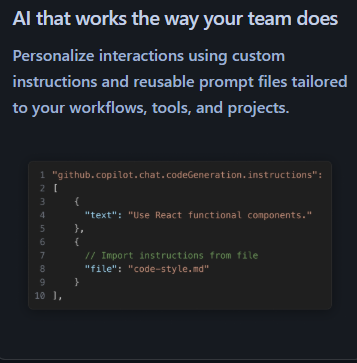 AI that works the way your team does
Personalize interactions using custom
instructions and reusable prompt files tailored
to your workflows, tools, and projects.
1 "github.copilot.chat.codeGeneration.instructions":
2 [
3 {
4 "text": "Use React functional components."
5 },
6 {
7 // Import instructions from file
8 "file": "code-style.md"
9 }
10 ],